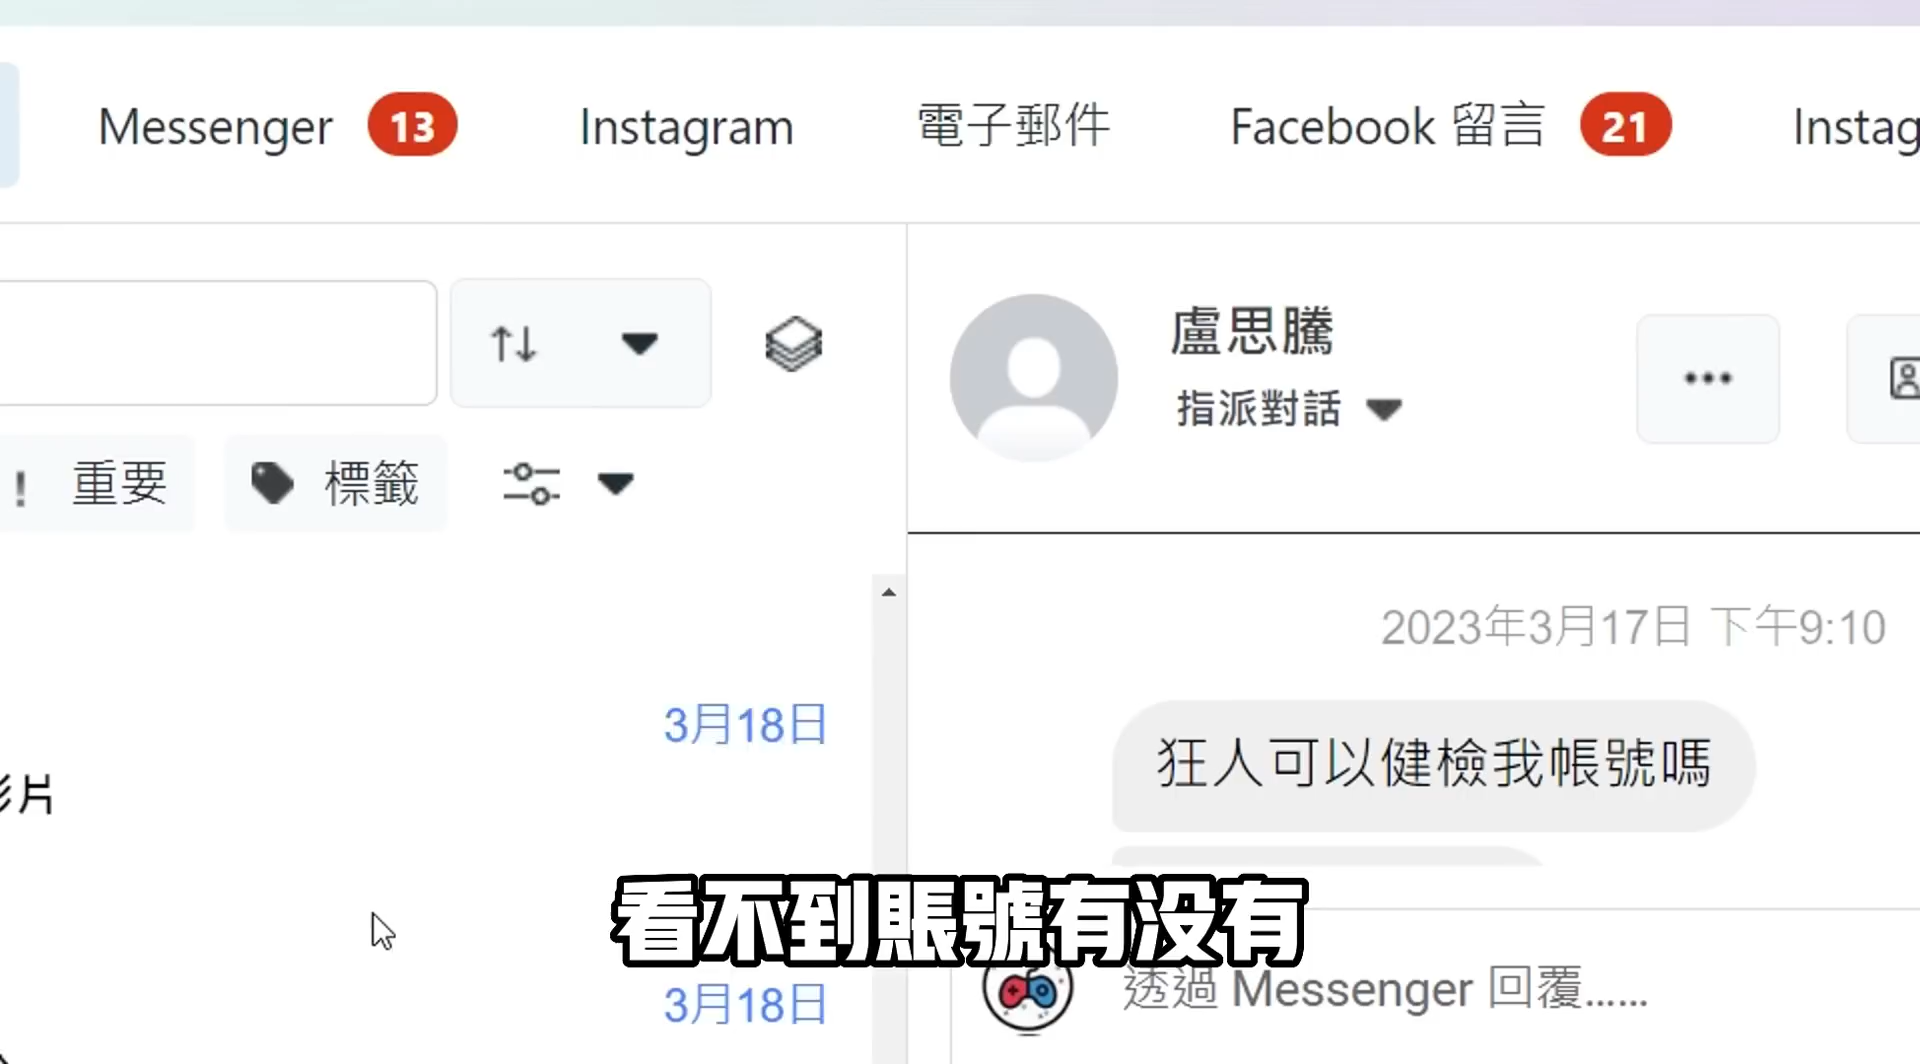 Messenger 13 Instagram 電子郵件 Facebook 留言 21 Instag
盧思騰
指派對話
! 重要 標籤
2023年3月17日 下午9:10
3月18日
狂人可以健檢我帳號嗎
影片
看不到賬號有没有
透過 Messenger 回覆......
3月18日